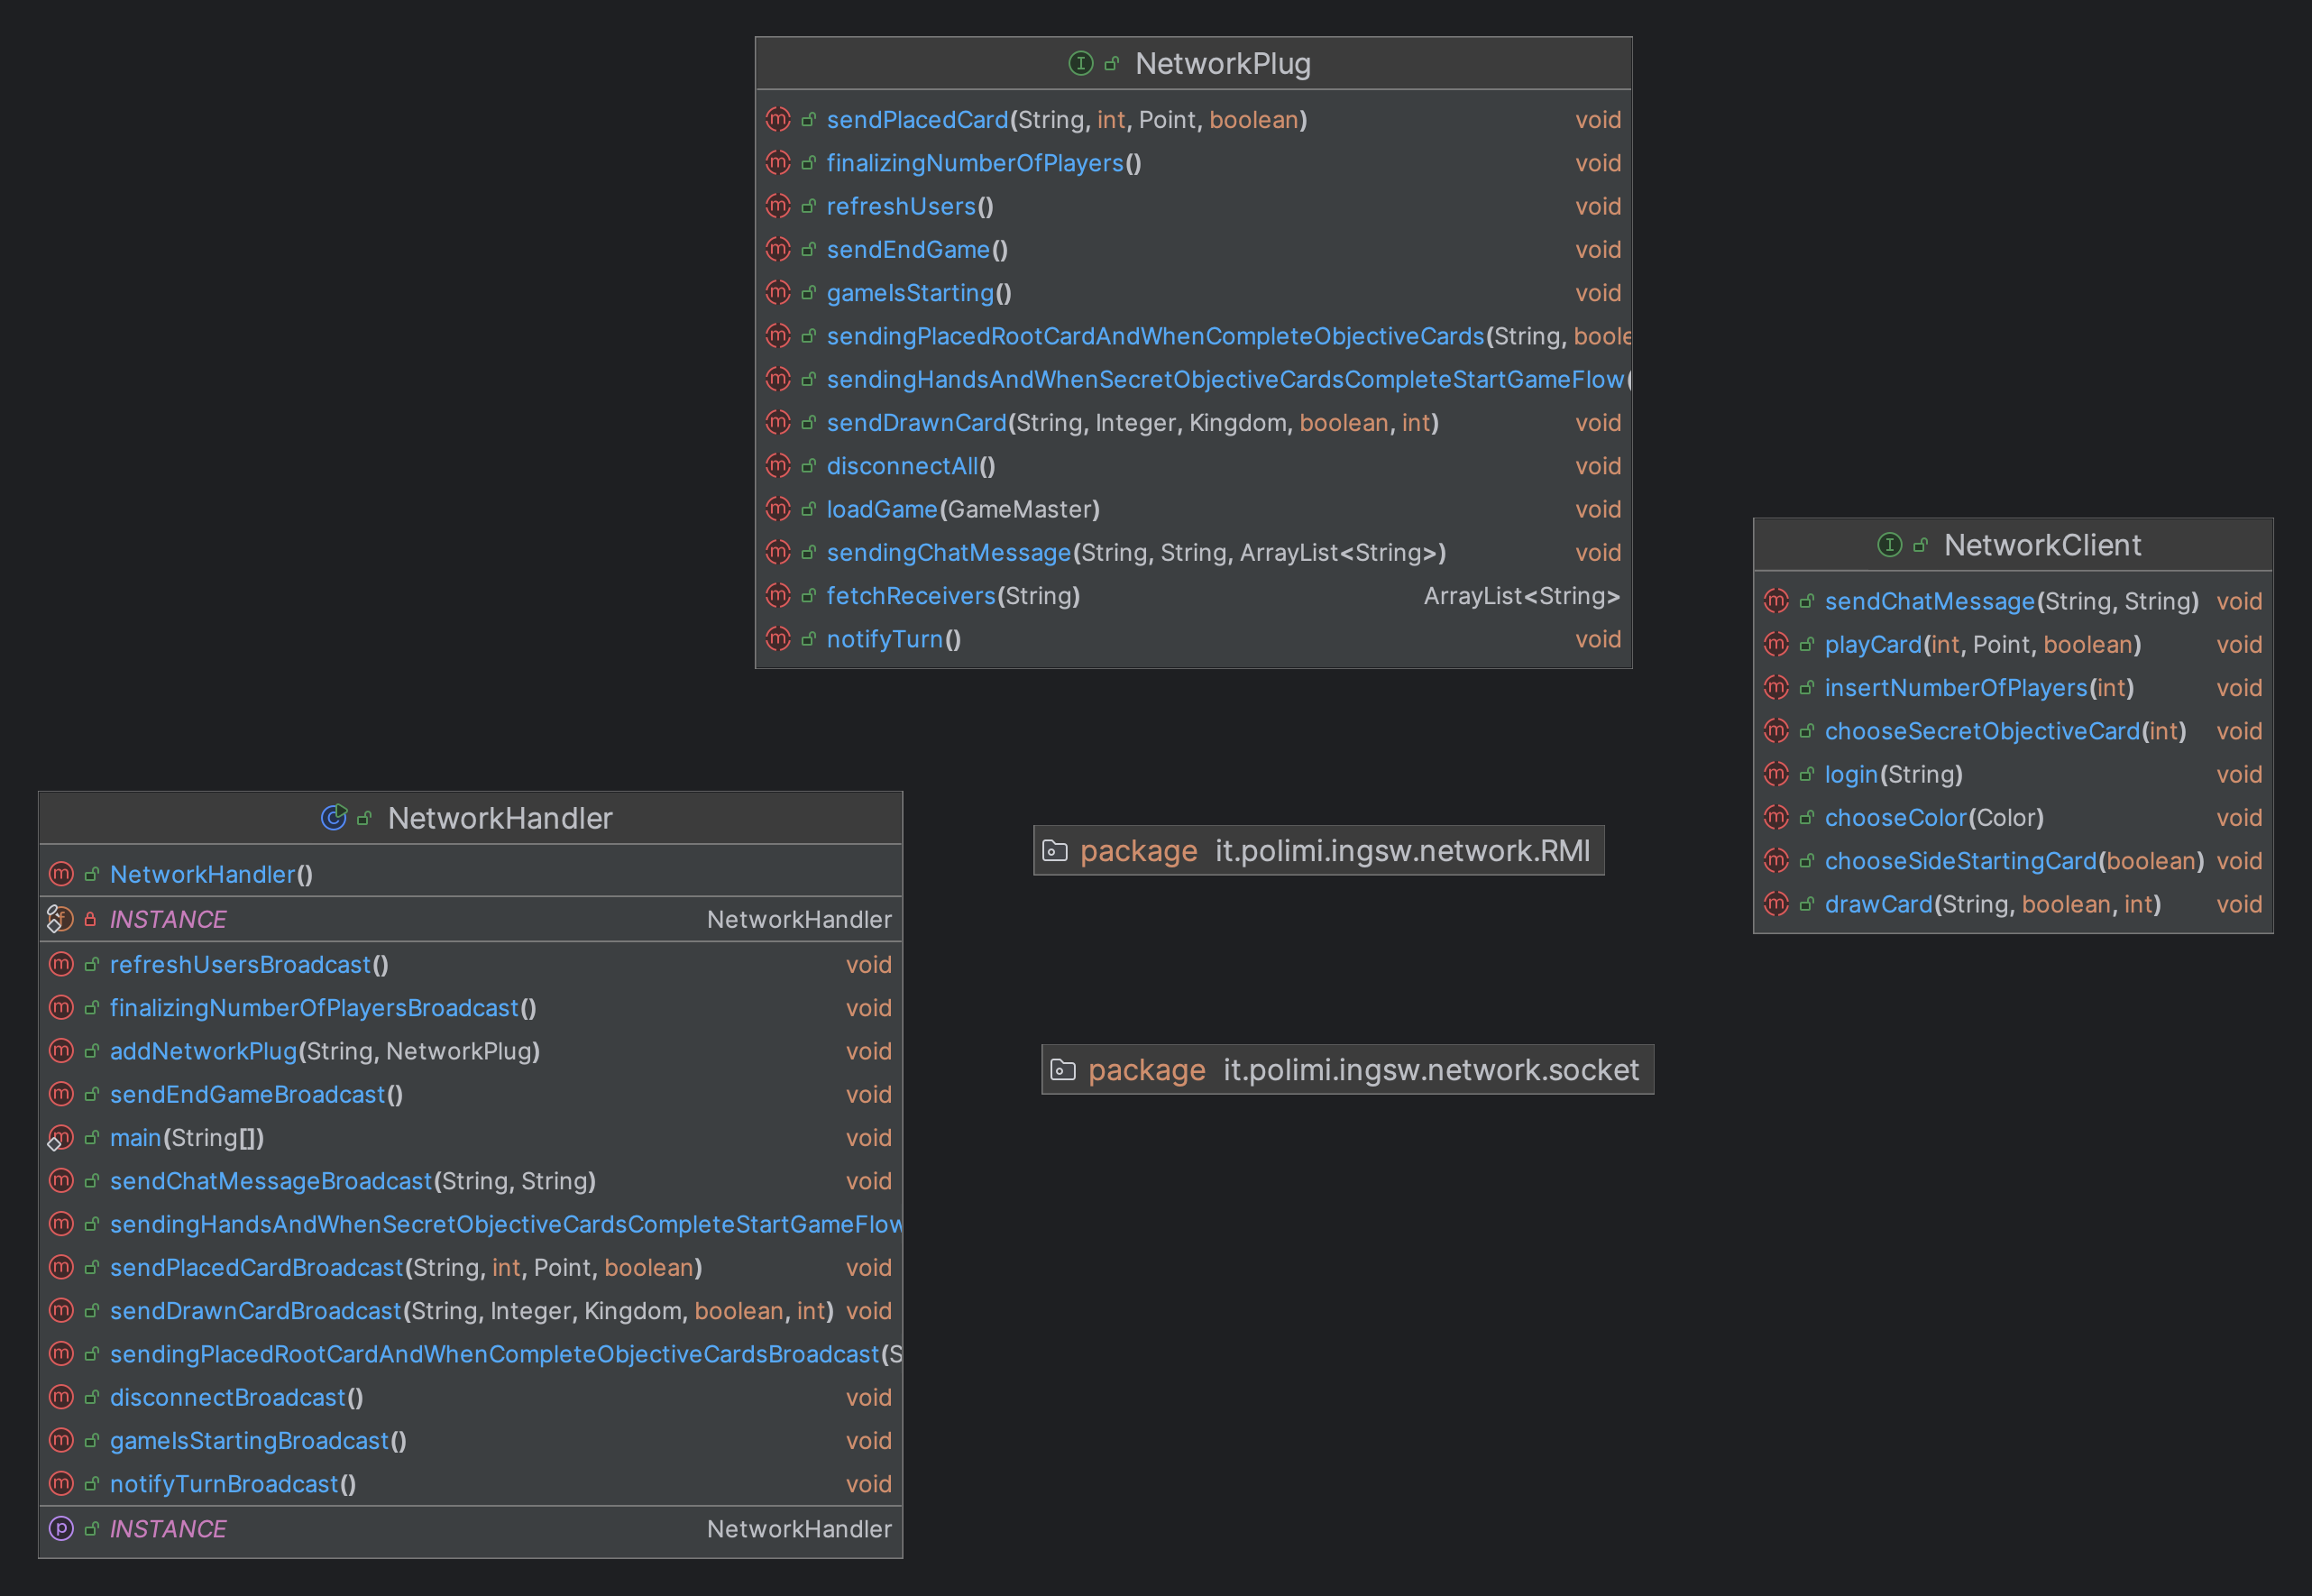 NetworkPlug
sendPlacedCard(String, int, Point, boolean) void
finalizingNumberOfPlayers() void
refreshUsers() void
sendEndGame() void
gameIsStarting() void
sendingPlacedRootCardAndWhenCompleteObjectiveCards(String, boole
sendingHandsAndWhenSecretObjectiveCardsCompleteStartGameFlow(
sendDrawnCard(String, Integer, Kingdom, boolean, int) void
disconnectAll() void
loadGame(GameMaster) void
sendingChatMessage(String, String, ArrayList<String>) void
fetchReceivers(String) ArrayList<String>
notifyTurn() void
NetworkClient
sendChatMessage(String, String) void
playCard(int, Point, boolean) void
insertNumberOfPlayers(int) void
chooseSecretObjectiveCard(int) void
login(String) void
chooseColor(Color) void
chooseSideStartingCard(boolean) void
drawCard(String, boolean, int) void
NetworkHandler
NetworkHandler()
INSTANCE NetworkHandler
refreshUsersBroadcast() void
finalizingNumberOfPlayersBroadcast() void
addNetworkPlug(String, NetworkPlug) void
sendEndGameBroadcast() void
main(String[]) void
sendChatMessageBroadcast(String, String) void
sendingHandsAndWhenSecretObjectiveCardsCompleteStartGameFlow
sendPlacedCardBroadcast(String, int, Point, boolean) void
sendDrawnCardBroadcast(String, Integer, Kingdom, boolean, int) void
sendingPlacedRootCardAndWhenCompleteObjectiveCardsBroadcast(S
disconnectBroadcast() void
gameIsStartingBroadcast() void
notifyTurnBroadcast() void
INSTANCE NetworkHandler
package it.polimi.ingsw.network.RMI
package it.polimi.ingsw.network.socket